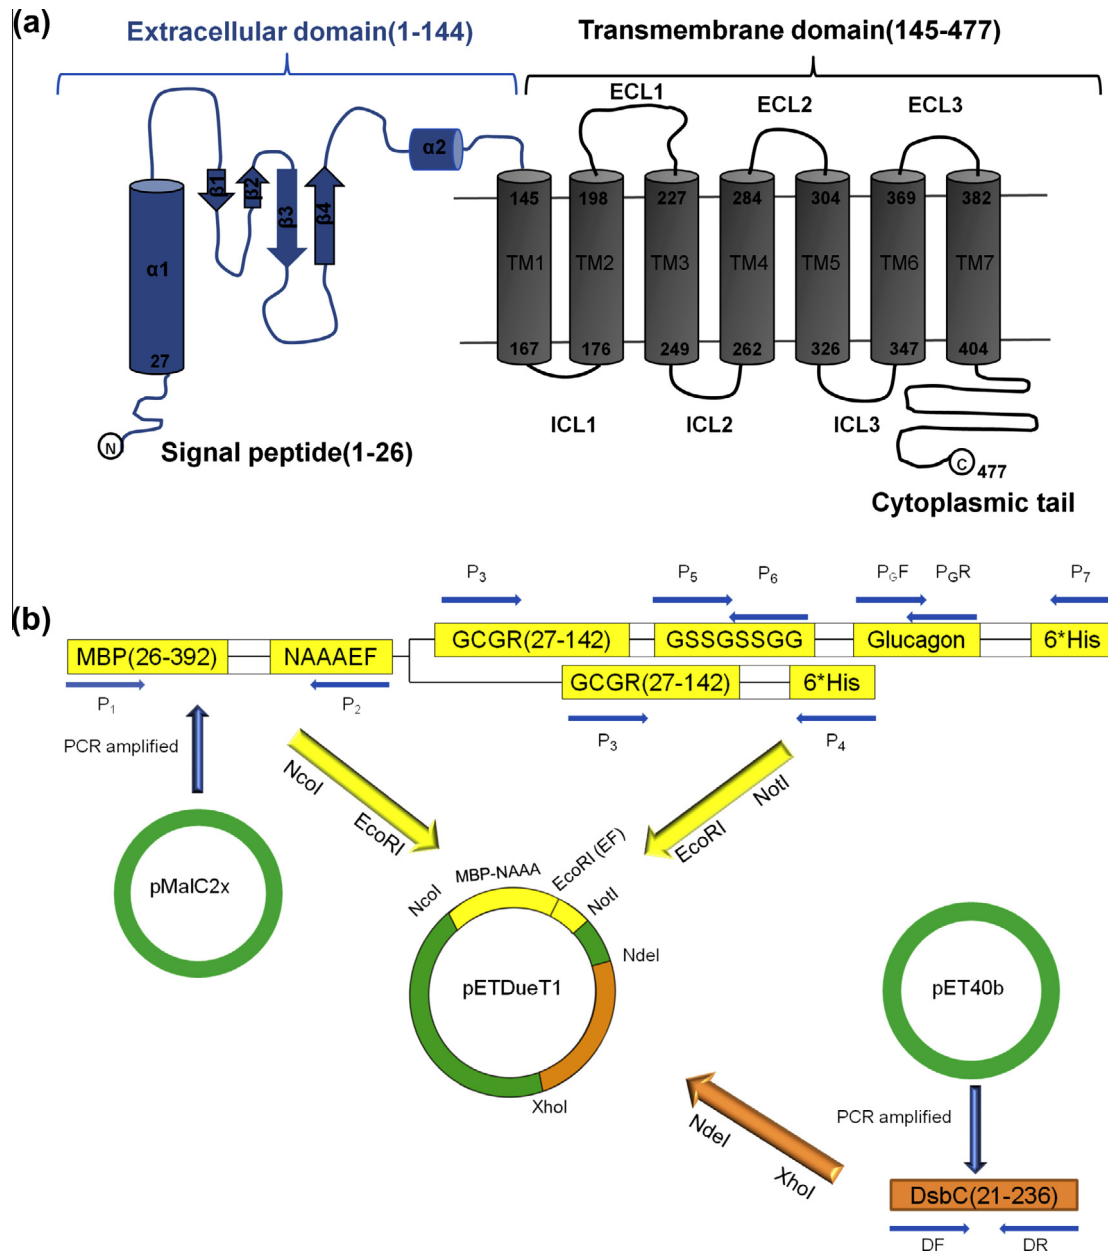 (a)
Extracellular domain(1-144)
Transmembrane domain(145-477)
ECL1
ECL2
ECL3
α2
β1
β2
β3
β4
α1
27
145
198
227
284
304
369
382
TM1
TM2
TM3
TM4
TM5
TM6
TM7
167
176
249
262
326
347
404
ICL1
ICL2
ICL3
N
Signal peptide(1-26)
C
477
Cytoplasmic tail
(b)
P3
P5
P6
PGF
PGR
P7
GCGR(27-142)
GSSGSSGG
Glucagon
6*His
MBP(26-392)
NAAAEF
GCGR(27-142)
6*His
P1
P2
P3
P4
PCR amplified
NcoI
EcoRI
NotI
EcoRI
pMalC2x
NcoI
MBP-NAAA
EcoRI (EF)
NotI
NdeI
pETDueT1
XhoI
pET40b
PCR amplified
NdeI
XhoI
DsbC(21-236)
DF
DR